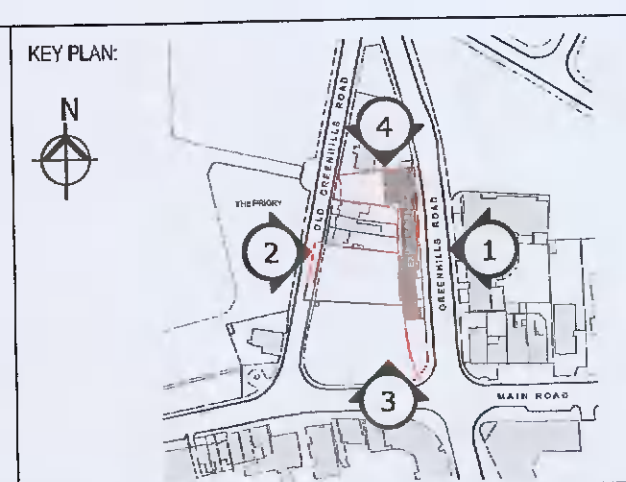 KEY PLAN:
N
4
OLD GREENHILLS ROAD
THE PRIORY
GREENHILLS ROAD
2
1
3
MAIN ROAD